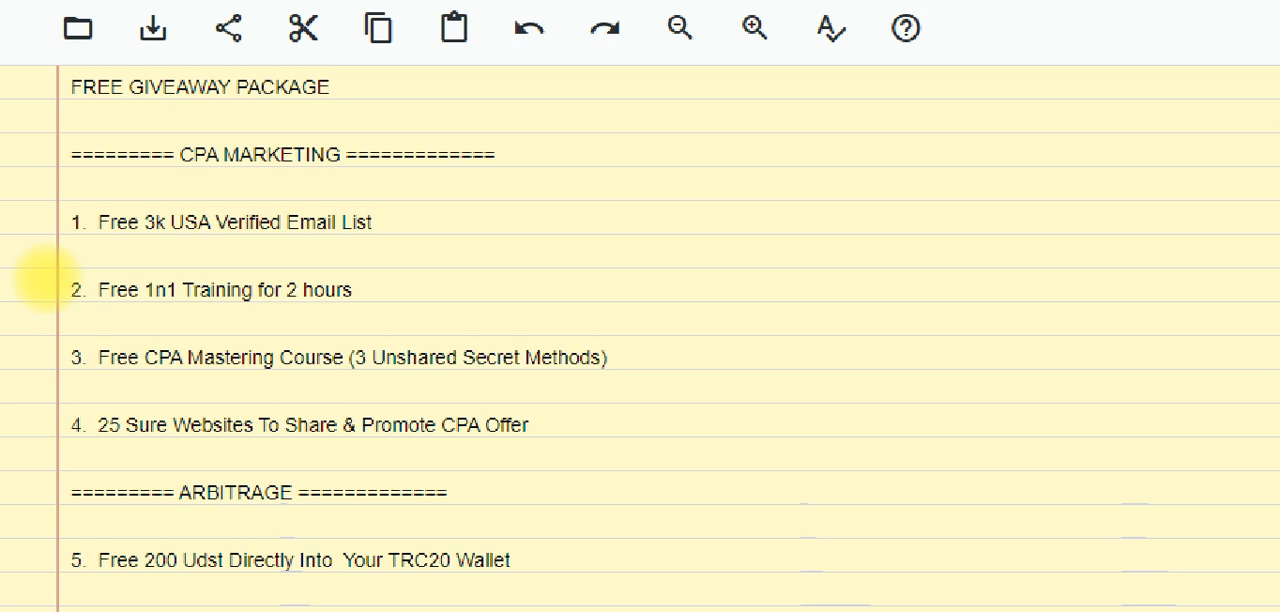 FREE GIVEAWAY PACKAGE
========= CPA MARKETING =============
1. Free 3k USA Verified Email List
2. Free 1n1 Training for 2 hours
3. Free CPA Mastering Course (3 Unshared Secret Methods)
4. 25 Sure Websites To Share & Promote CPA Offer
========= ARBITRAGE =============
5. Free 200 Udst Directly Into Your TRC20 Wallet